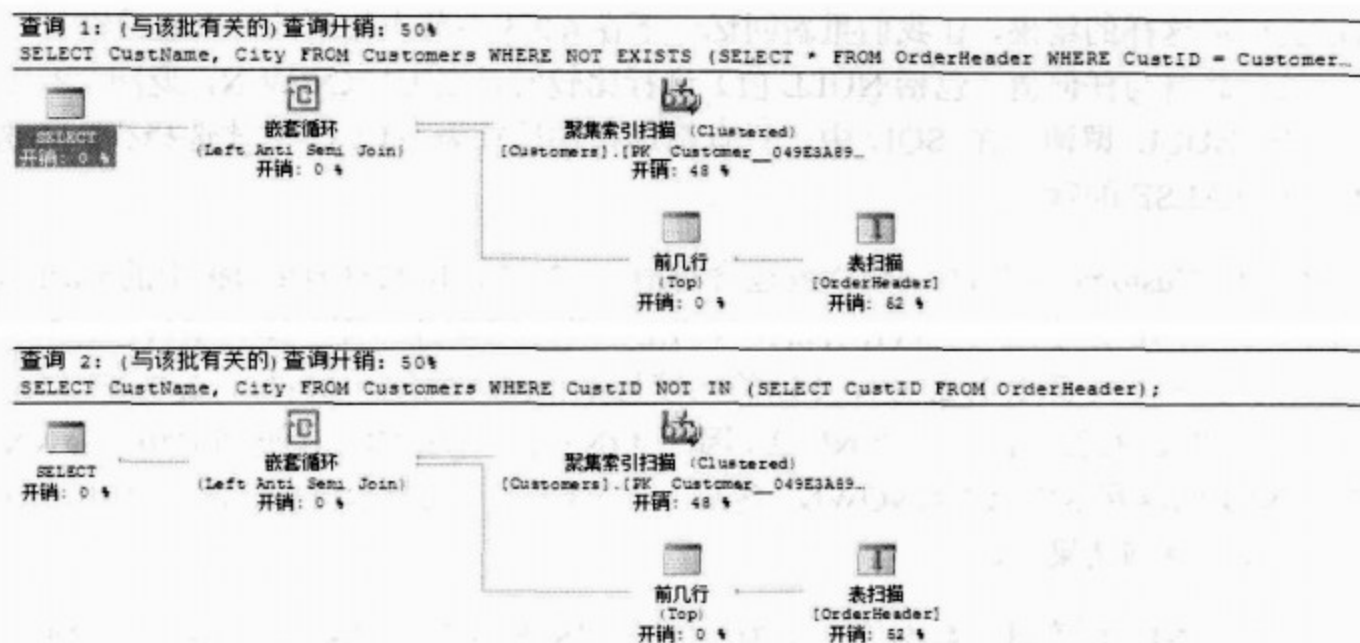 查询 1: (与该批有关的)查询开销: 50%
SELECT CustName, City FROM Customers WHERE NOT EXISTS (SELECT * FROM OrderHeader WHERE CustID = Customer…
SELECT
开销: 0 %
嵌套循环
(Left Anti Semi Join)
开销: 0 %
聚集索引扫描 (Clustered)
[Customers].[PK__Customer__049E3A89…
开销: 48 %
前几行
(Top)
开销: 0 %
表扫描
[OrderHeader]
开销: 52 %
查询 2: (与该批有关的)查询开销: 50%
SELECT CustName, City FROM Customers WHERE CustID NOT IN (SELECT CustID FROM OrderHeader);
SELECT
开销: 0 %
嵌套循环
(Left Anti Semi Join)
开销: 0 %
聚集索引扫描 (Clustered)
[Customers].[PK__Customer__049E3A89…
开销: 48 %
前几行
(Top)
开销: 0 %
表扫描
[OrderHeader]
开销: 52 %